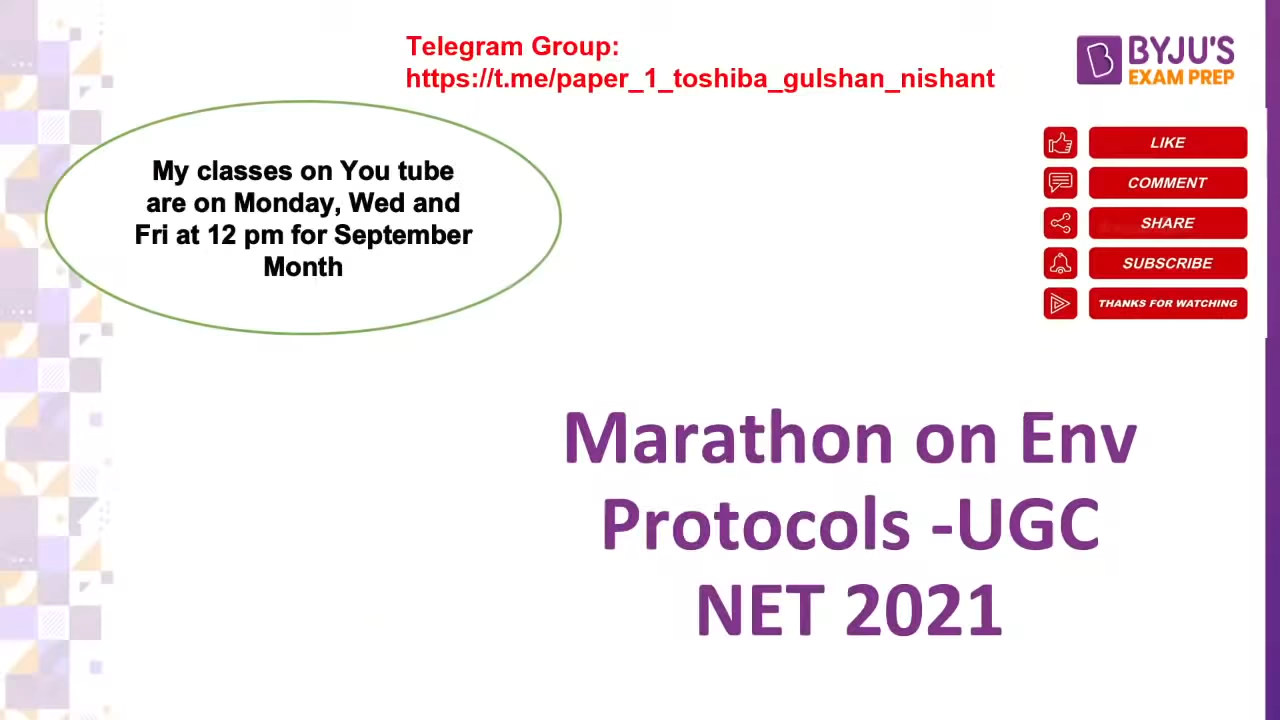 Telegram Group:
https://t.me/paper_1_toshiba_gulshan_nishant
BYJU'S
EXAM PREP
My classes on You tube
are on Monday, Wed and
Fri at 12 pm for September
Month
LIKE
COMMENT
SHARE
SUBSCRIBE
THANKS FOR WATCHING
Marathon on Env
Protocols -UGC
NET 2021